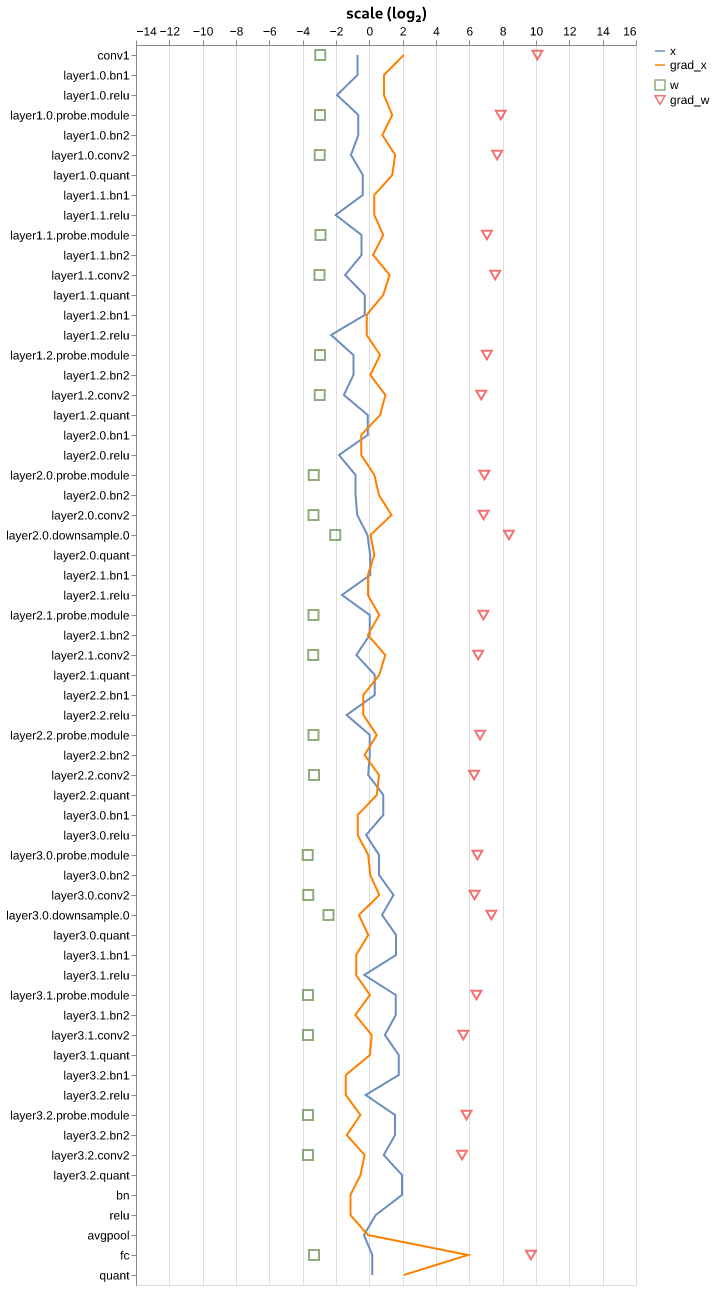 scale (log₂)
−14 −12 −10 −8 −6 −4 −2 0 2 4 6 8 10 12 14 16
x
grad_x
w
grad_w
conv1
layer1.0.bn1
layer1.0.relu
layer1.0.probe.module
layer1.0.bn2
layer1.0.conv2
layer1.0.quant
layer1.1.bn1
layer1.1.relu
layer1.1.probe.module
layer1.1.bn2
layer1.1.conv2
layer1.1.quant
layer1.2.bn1
layer1.2.relu
layer1.2.probe.module
layer1.2.bn2
layer1.2.conv2
layer1.2.quant
layer2.0.bn1
layer2.0.relu
layer2.0.probe.module
layer2.0.bn2
layer2.0.conv2
layer2.0.downsample.0
layer2.0.quant
layer2.1.bn1
layer2.1.relu
layer2.1.probe.module
layer2.1.bn2
layer2.1.conv2
layer2.1.quant
layer2.2.bn1
layer2.2.relu
layer2.2.probe.module
layer2.2.bn2
layer2.2.conv2
layer2.2.quant
layer3.0.bn1
layer3.0.relu
layer3.0.probe.module
layer3.0.bn2
layer3.0.conv2
layer3.0.downsample.0
layer3.0.quant
layer3.1.bn1
layer3.1.relu
layer3.1.probe.module
layer3.1.bn2
layer3.1.conv2
layer3.1.quant
layer3.2.bn1
layer3.2.relu
layer3.2.probe.module
layer3.2.bn2
layer3.2.conv2
layer3.2.quant
bn
relu
avgpool
fc
quant